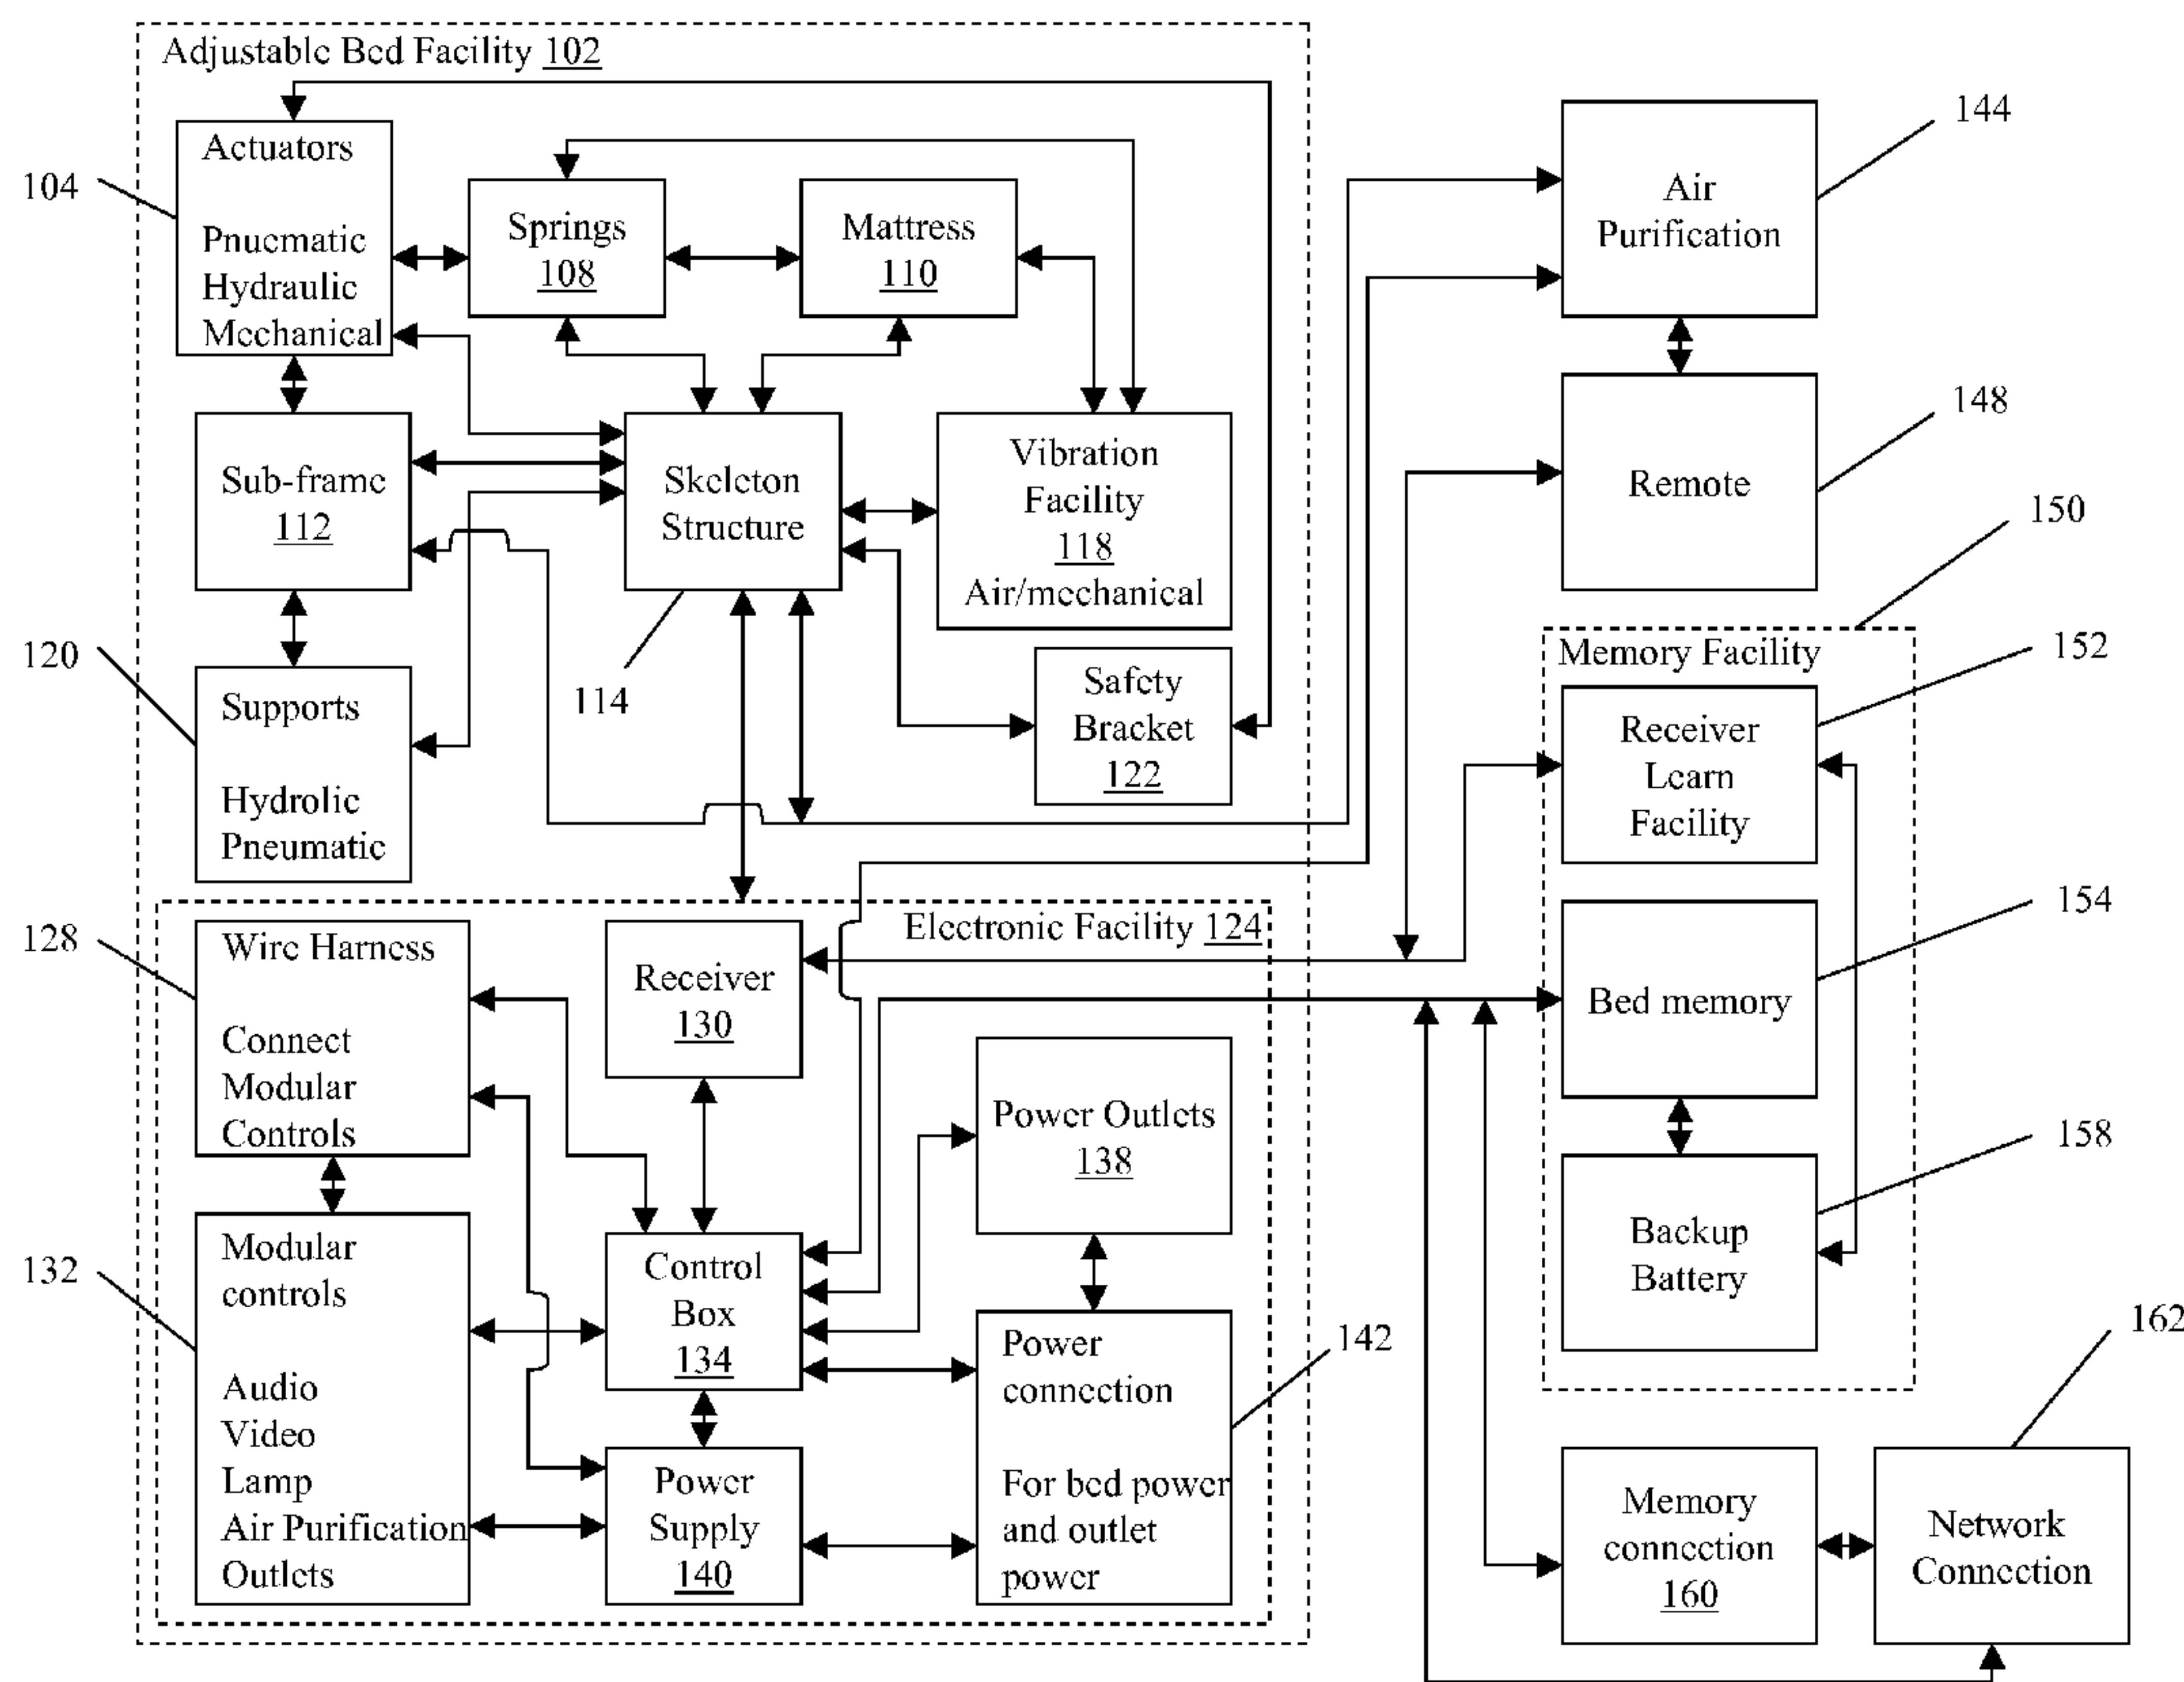 Adjustable Bed Facility 102
104
Actuators
Pnuematic
Hydraulic
Mechanical
Springs
108
Mattress
110
Air
Purification
144
Remote
148
Sub-frame
112
Skeleton
Structure
114
Vibration
Facility
118
Air/mechanical
Safety
Bracket
122
120
Supports
Hydrolic
Pneumatic
150
Memory Facility
152
Receiver
Learn
Facility
Bed memory
154
Backup
Battery
158
Electronic Facility 124
128
Wire Harness
Connect
Modular
Controls
Receiver
130
Power Outlets
138
132
Modular
controls
Audio
Video
Lamp
Air Purification
Outlets
Control
Box
134
Power
Supply
140
Power
connection
For bed power
and outlet
power
142
Memory
connection
160
Network
Connection
162